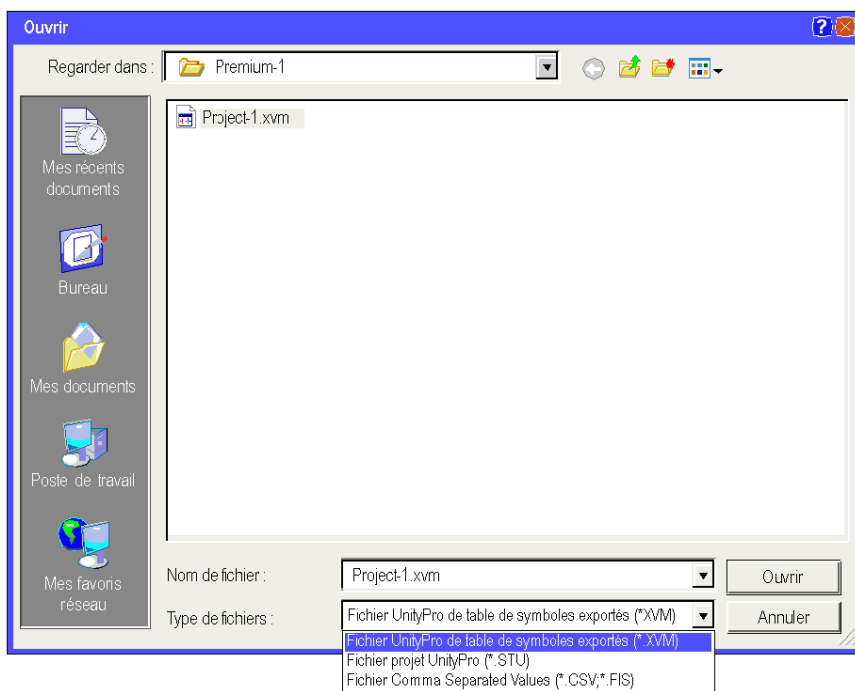 Ouvrir
Regarder dans :
Premium-1
Project-1.xvm
Mes récents
documents
Bureau
Mes documents
Poste de travail
Mes favoris
réseau
Nom de fichier :
Project-1.xvm
Ouvrir
Type de fichiers :
Fichier UnityPro de table de symboles exportés (*XVM)
Annuler
Fichier UnityPro de table de symboles exportés (*.XVM)
Fichier projet UnityPro (*.STU)
Fichier Comma Separated Values (*.CSV;*.FIS)